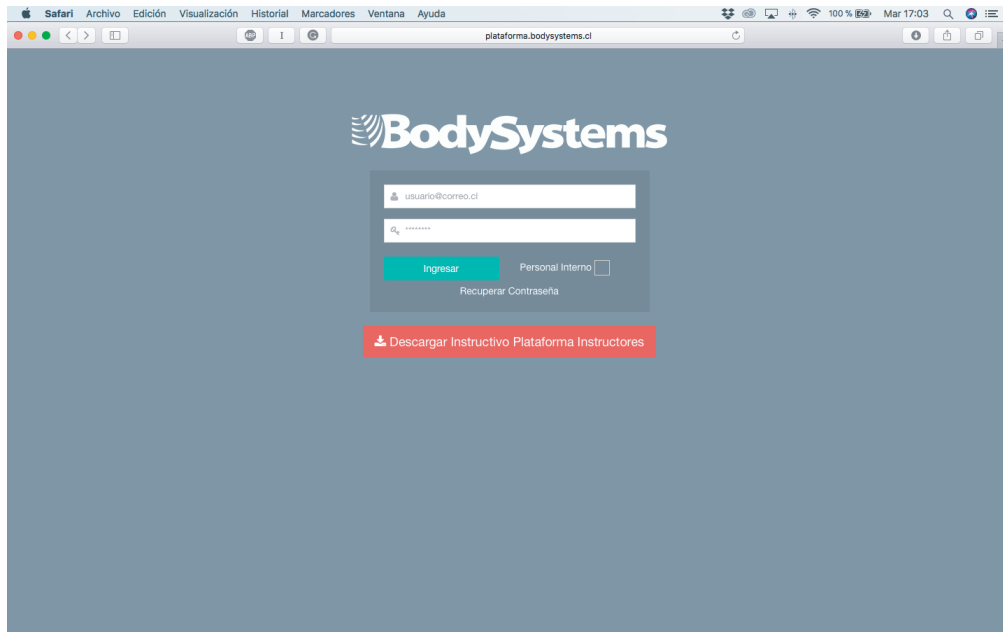 Safari Archivo Edición Visualización Historial Marcadores Ventana Ayuda 100 % Mar 17:03
ABP I G plataforma.bodysystems.cl
BodySystems
usuario@correo.cl
********
Ingresar Personal Interno
Recuperar Contraseña
Descargar Instructivo Plataforma Instructores